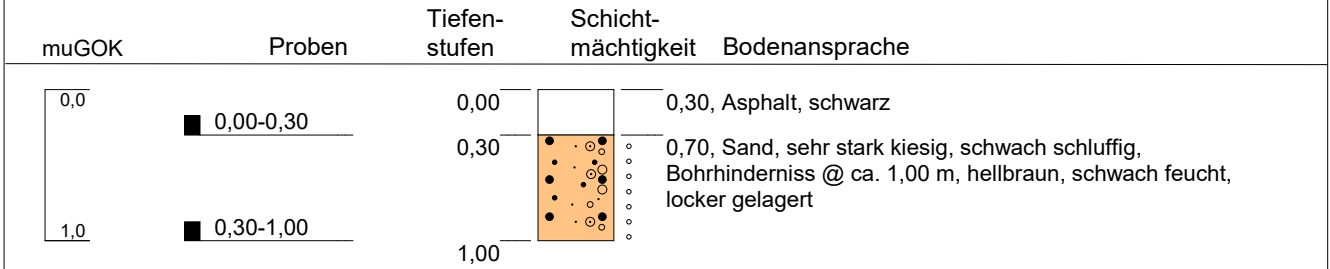 muGOK Proben Tiefen-stufen Schicht-mächtigkeit Bodenansprache
0,0 0,00 0,30, Asphalt, schwarz
0,00-0,30
0,30 0,70, Sand, sehr stark kiesig, schwach schluffig,
Bohrhinderniss @ ca. 1,00 m, hellbraun, schwach feucht,
locker gelagert
1,0 0,30-1,00
1,00